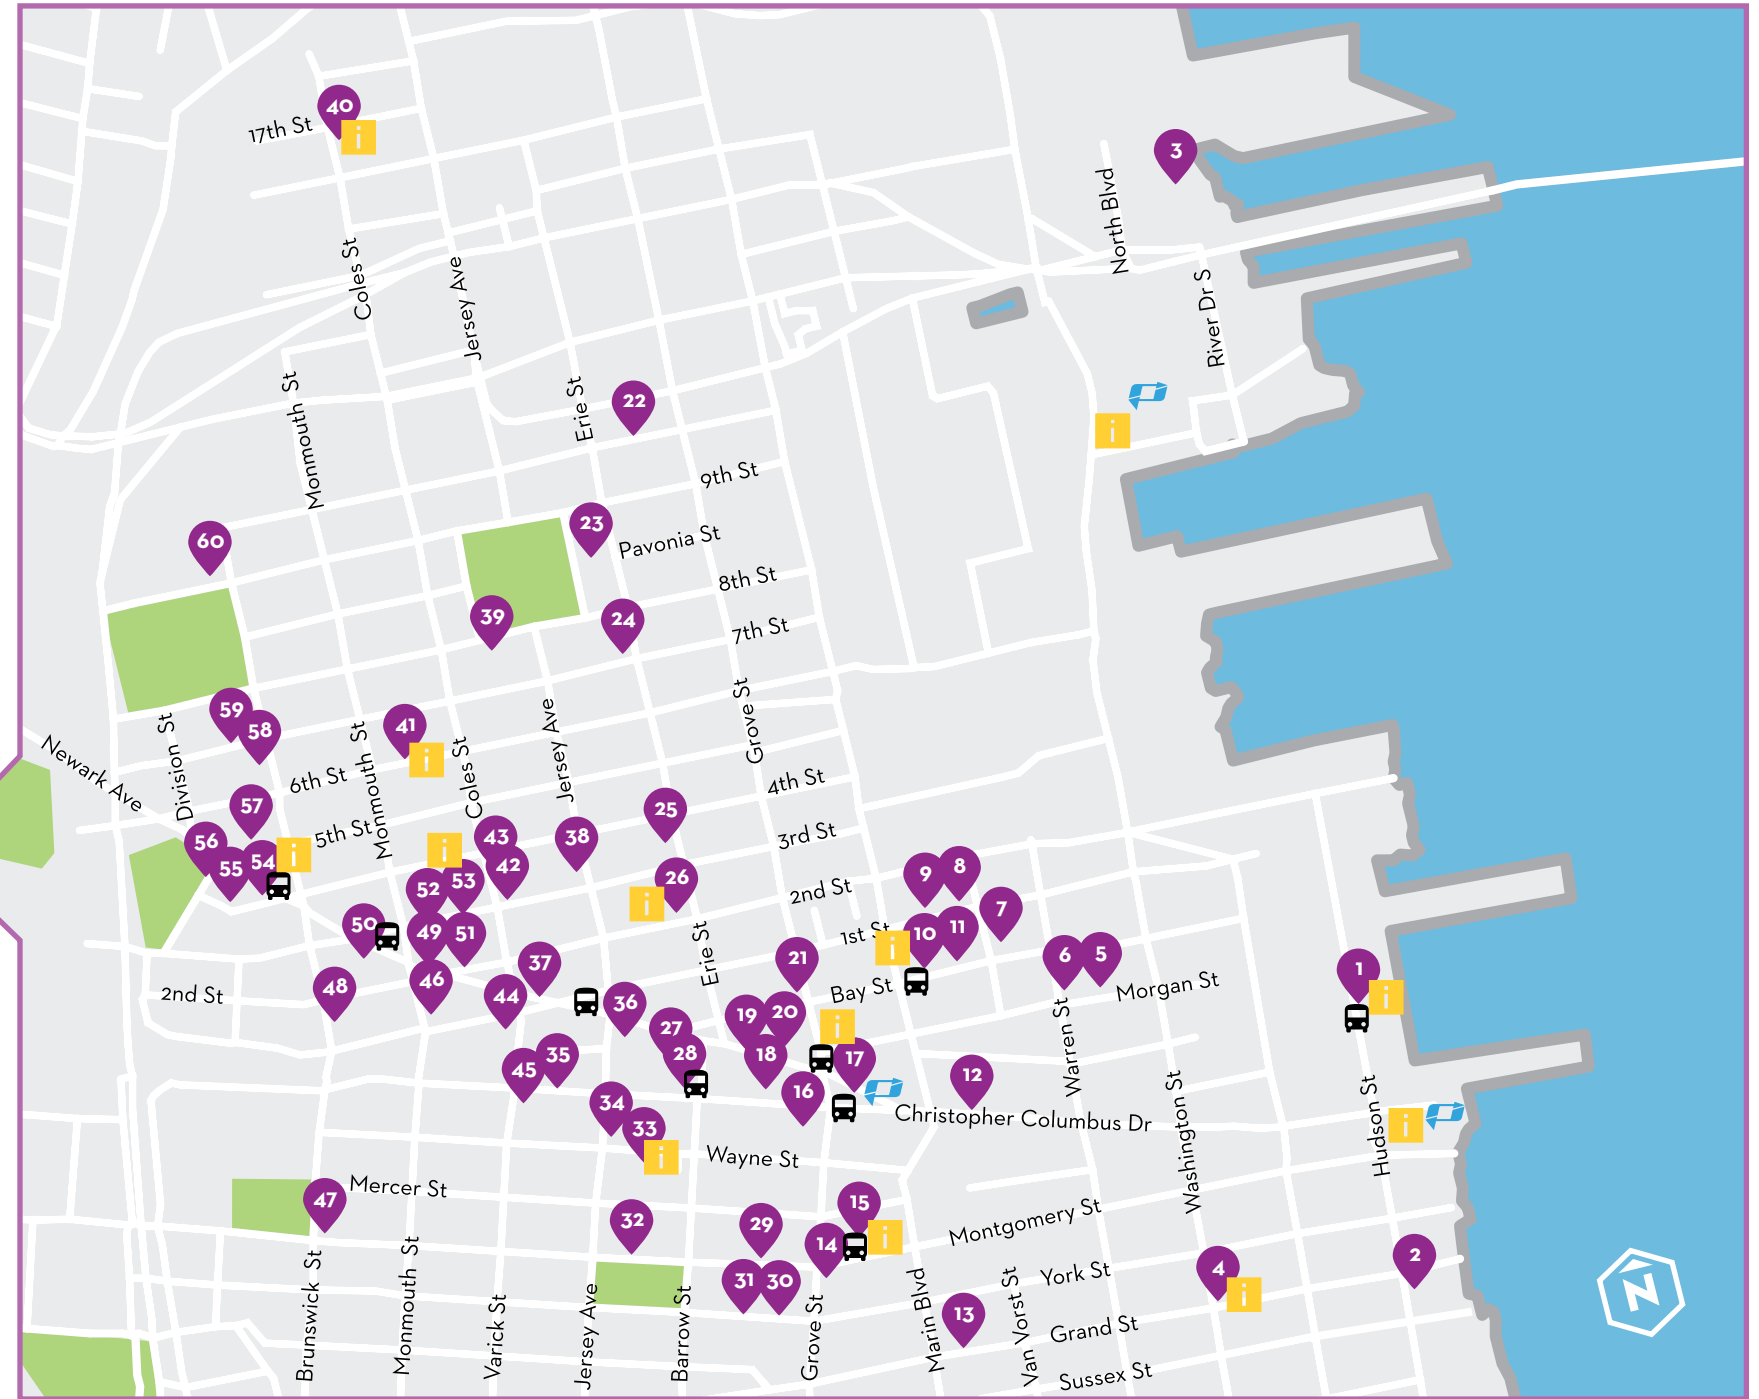 40
17th St
3
North Blvd
Coles St
Jersey Ave
River Dr S
Monmouth St
Erie St
22
9th St
60
23
Pavonia St
8th St
39
24
7th St
59
58
41
Grove St
Newark Ave
Division St
6th St
Monmouth St
Coles St
Jersey Ave
4th St
57
5th St
25
3rd St
56
55
54
43
42
38
52
53
26
2nd St
9
8
7
50
49
51
1st St
10
11
Erie St
21
6
5
1
48
2nd St
46
44
37
36
Bay St
Morgan St
19
20
27
28
18
17
Warren St
45
35
16
12
34
33
Christopher Columbus Dr
Washington St
Hudson St
Wayne St
47
Mercer St
32
29
15
14
Montgomery St
31
30
York St
4
2
13
Grand St
Sussex St
Brunswick St
Monmouth St
Varick St
Jersey Ave
Barrow St
Grove St
Marin Blvd
Van Vorst St
N